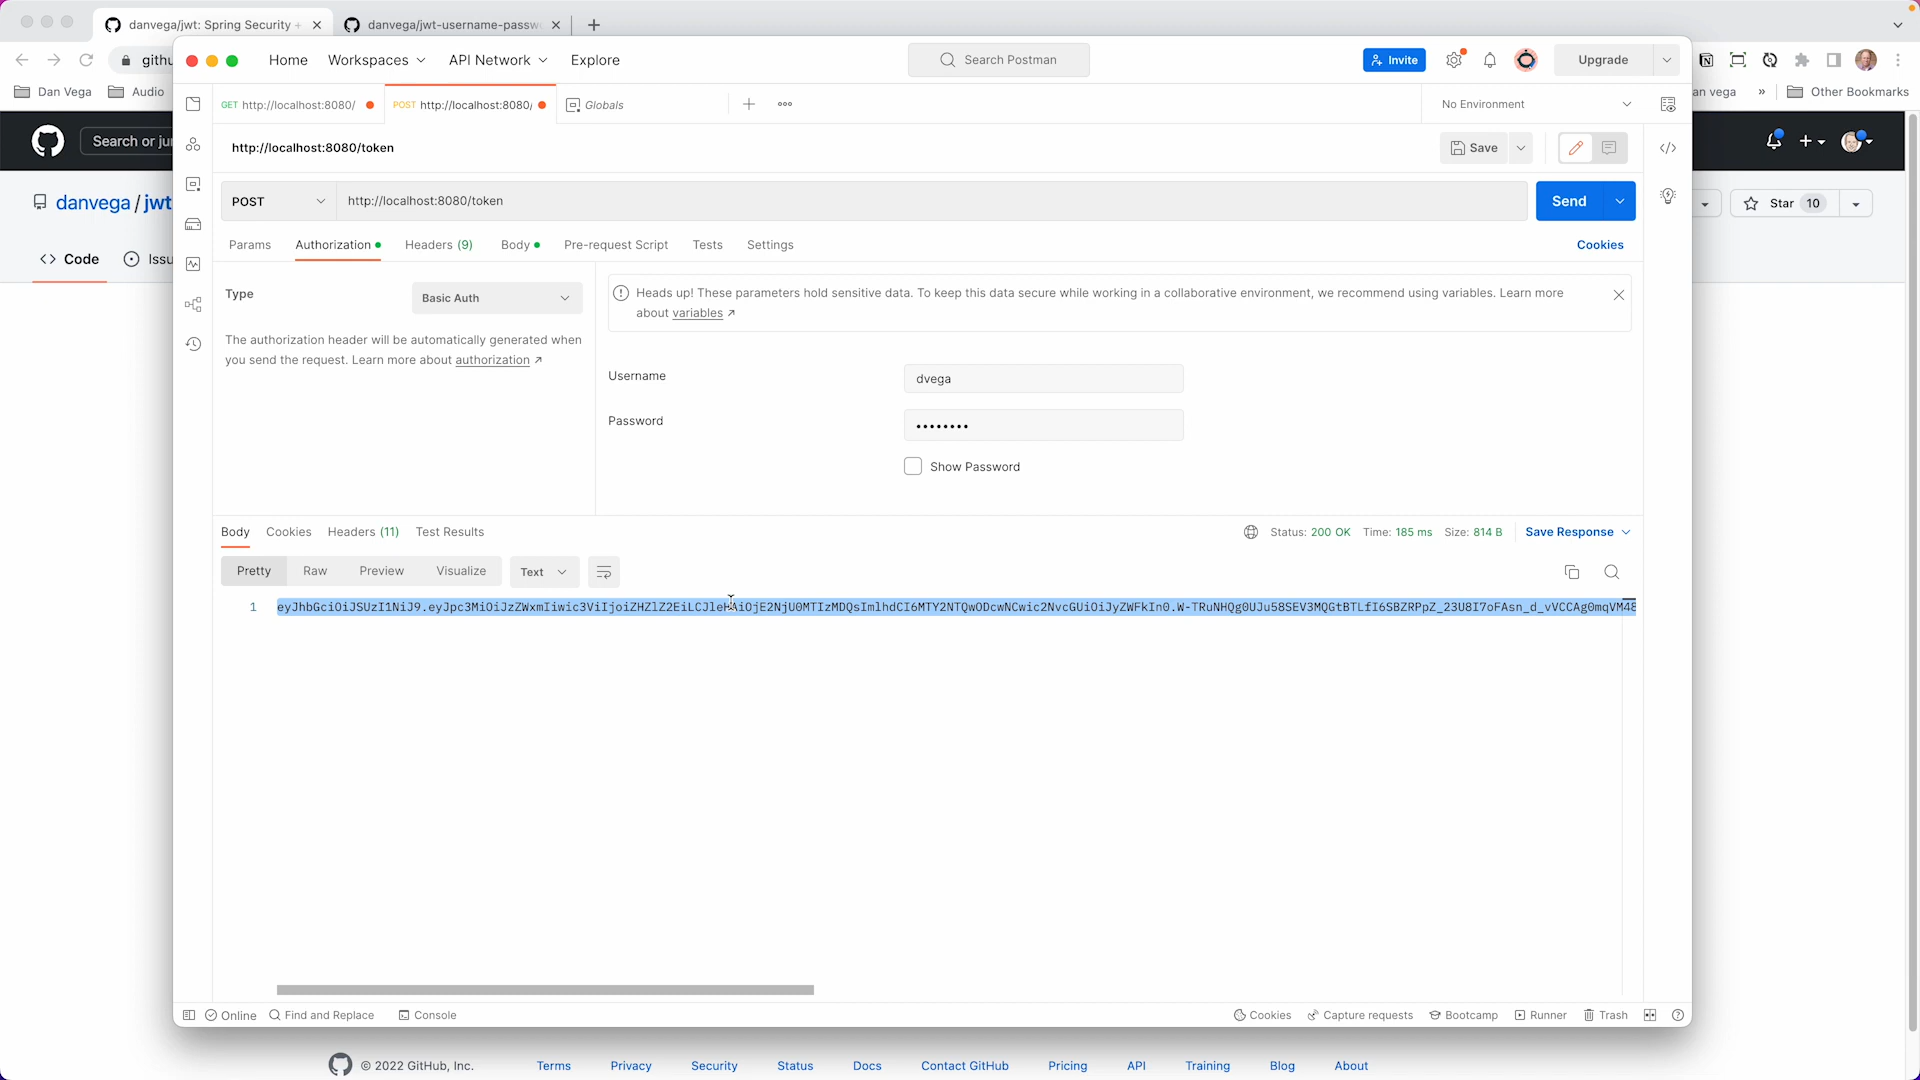 danvega/jwt: Spring Security +
danvega/jwt-username-passw
githu
Dan Vega
Audio
an vega
»
Other Bookmarks
Home
Workspaces
API Network
Explore
Search Postman
Invite
Upgrade
GET http://localhost:8080/
POST http://localhost:8080/
Globals
No Environment
Search or ju
http://localhost:8080/token
Save
danvega / jwt
POST
http://localhost:8080/token
Send
Star 10
Params
Authorization
Headers (9)
Body
Pre-request Script
Tests
Settings
Cookies
Code
Issu
Type
Basic Auth
The authorization header will be automatically generated when
you send the request. Learn more about authorization ↗
Heads up! These parameters hold sensitive data. To keep this data secure while working in a collaborative environment, we recommend using variables. Learn more
about variables ↗
Username
dvega
Password
••••••••
Show Password
Body
Cookies
Headers (11)
Test Results
Status: 200 OK
Time: 185 ms
Size: 814 B
Save Response
Pretty
Raw
Preview
Visualize
Text
1
eyJhbGciOiJSUzI1NiJ9.eyJpc3MiOiJzZWxmIiwic3ViIjoiZHZlZ2EiLCJleHAiOjE2NjU0MTIzMDQsImlhdCI6MTY2NTQwODcwNCwic2NvcGUiOiJyZWFkIn0.W-TRuNHQg0UJu58SEV3MQGtBTLfI6SBZRPpZ_23U8I7oFAsn_d_vVCCAg0mqVM48
Online
Find and Replace
Console
Cookies
Capture requests
Bootcamp
Runner
Trash
© 2022 GitHub, Inc.
Terms
Privacy
Security
Status
Docs
Contact GitHub
Pricing
API
Training
Blog
About